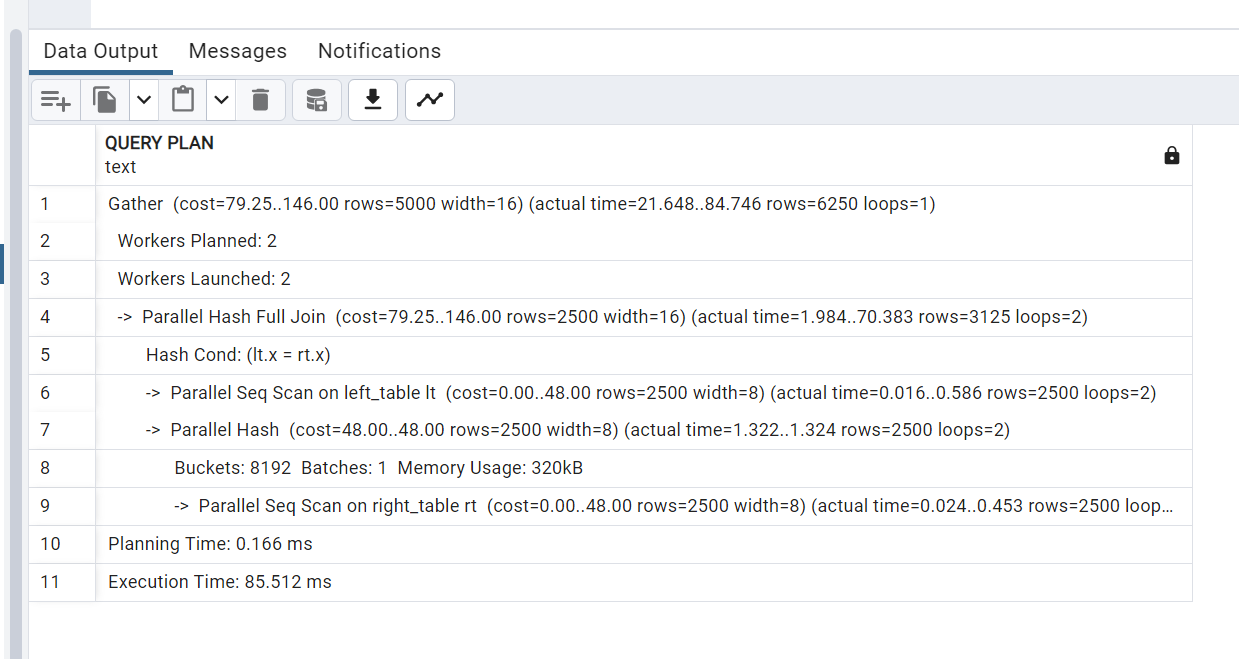 Data Output Messages Notifications
QUERY PLAN
text
1 Gather (cost=79.25..146.00 rows=5000 width=16) (actual time=21.648..84.746 rows=6250 loops=1)
2 Workers Planned: 2
3 Workers Launched: 2
4 -> Parallel Hash Full Join (cost=79.25..146.00 rows=2500 width=16) (actual time=1.984..70.383 rows=3125 loops=2)
5 Hash Cond: (lt.x = rt.x)
6 -> Parallel Seq Scan on left_table lt (cost=0.00..48.00 rows=2500 width=8) (actual time=0.016..0.586 rows=2500 loops=2)
7 -> Parallel Hash (cost=48.00..48.00 rows=2500 width=8) (actual time=1.322..1.324 rows=2500 loops=2)
8 Buckets: 8192 Batches: 1 Memory Usage: 320kB
9 -> Parallel Seq Scan on right_table rt (cost=0.00..48.00 rows=2500 width=8) (actual time=0.024..0.453 rows=2500 loop...
10 Planning Time: 0.166 ms
11 Execution Time: 85.512 ms